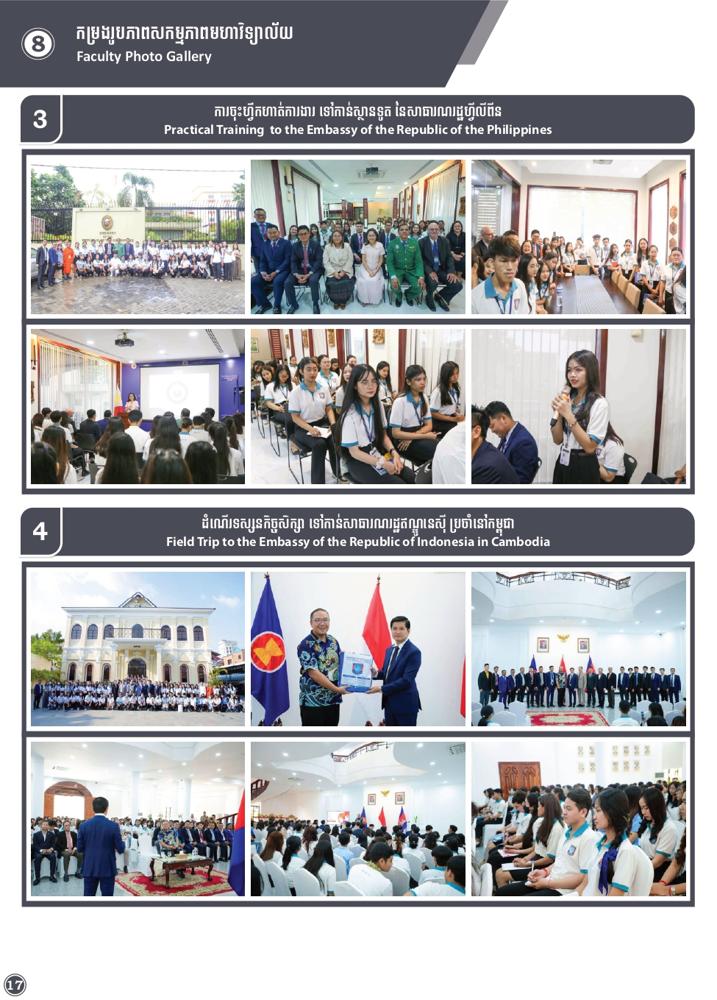 8
កម្រងរូបភាពសកម្មភាពមហាវិទ្យាល័យ
Faculty Photo Gallery
3
ការចុះហ្វឹកហាត់ការងារ ទៅកាន់ស្ថានទូត នៃសាធារណរដ្ឋហ្វីលីពីន
Practical Training to the Embassy of the Republic of the Philippines
4
ដំណើរទស្សនកិច្ចសិក្សា ទៅកាន់សាធារណរដ្ឋឥណ្ឌូនេស៊ី ប្រចាំនៅកម្ពុជា
Field Trip to the Embassy of the Republic of Indonesia in Cambodia
17